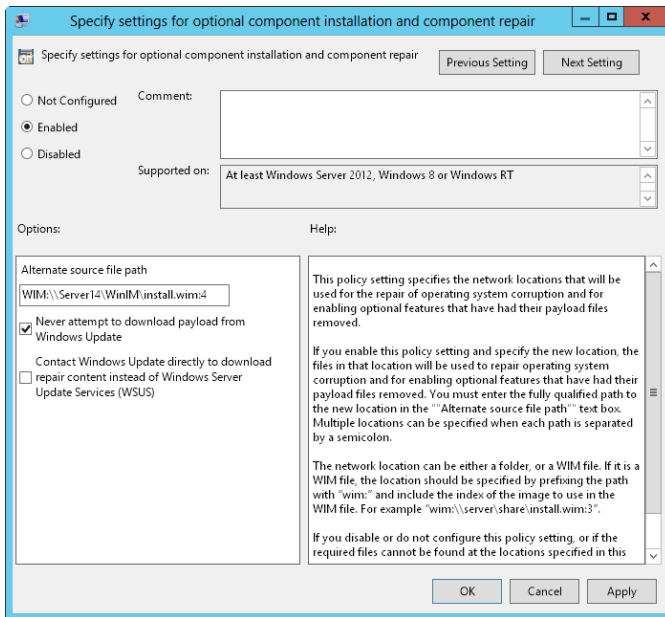 Specify settings for optional component installation and component repair
Specify settings for optional component installation and component repair
Previous Setting
Next Setting
Not Configured
Enabled
Disabled
Comment:
Supported on:
At least Windows Server 2012, Windows 8 or Windows RT
Options:
Help:
Alternate source file path
WIM:\\Server14\WinIM\install.wim:4
Never attempt to download payload from
Windows Update
Contact Windows Update directly to download
repair content instead of Windows Server
Update Services (WSUS)
This policy setting specifies the network locations that will be
used for the repair of operating system corruption and for
enabling optional features that have had their payload files
removed.
If you enable this policy setting and specify the new location, the
files in that location will be used to repair operating system
corruption and for enabling optional features that have had their
payload files removed. You must enter the fully qualified path to
the new location in the ""Alternate source file path"" text box.
Multiple locations can be specified when each path is separated
by a semicolon.
The network location can be either a folder, or a WIM file. If it is a
WIM file, the location should be specified by prefixing the path
with "wim:" and include the index of the image to use in the
WIM file. For example "wim:\\server\share\install.wim:3".
If you disable or do not configure this policy setting, or if the
required files cannot be found at the locations specified in this
OK
Cancel
Apply